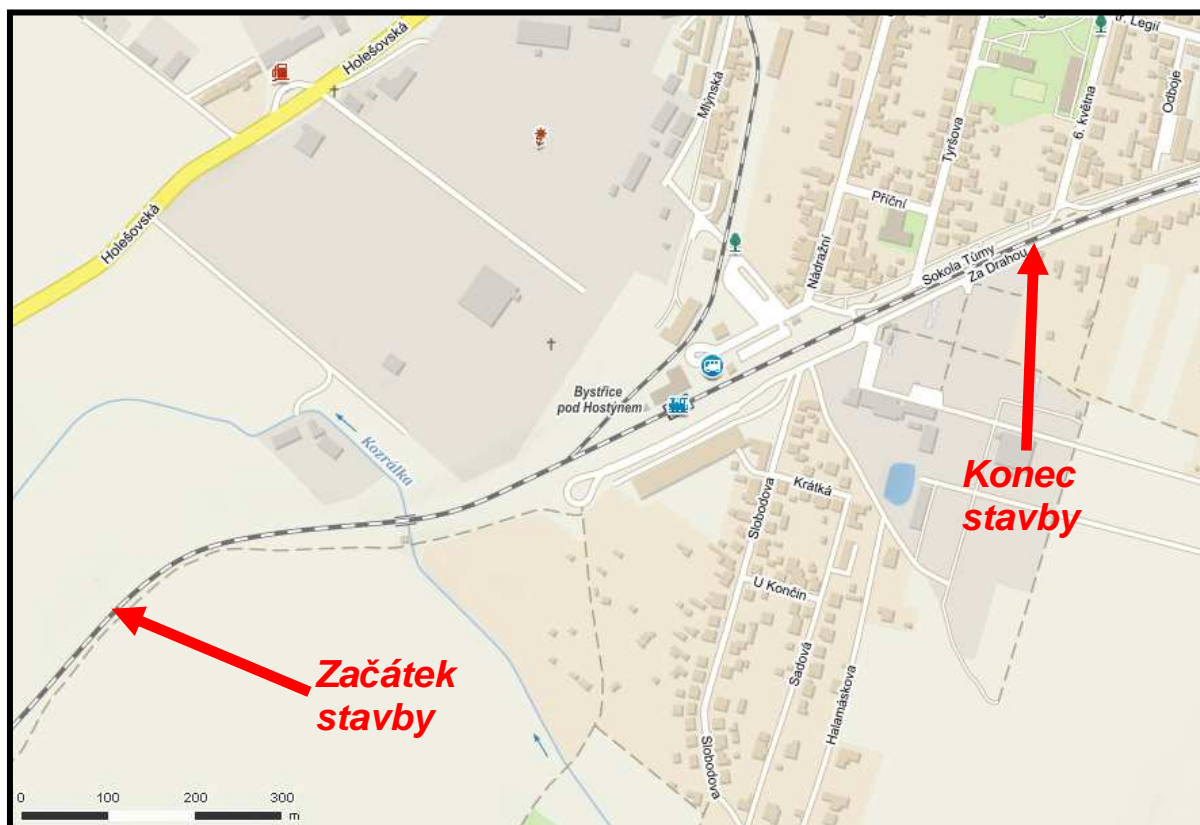 tř. Legií
Holešovská
Mlýnská
6. května
Odboje
Tyršova
Příční
Holešovská
Nádražní
Sokola Tůmy
Za Drahou
Bystřice
pod Hostýnem
Kozrálka
Konec
stavby
Krátká
Slobodova
U Končin
Začátek
stavby
Sadová
Halamáskova
Slobodova
0 100 200 300
m